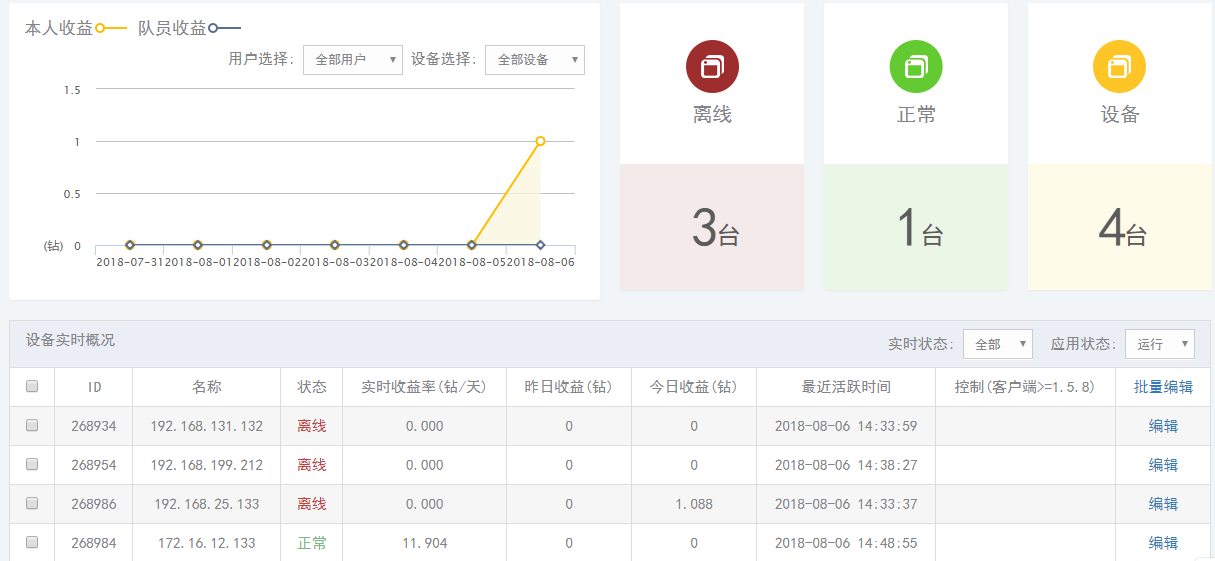 本人收益 队员收益
用户选择: 全部用户 设备选择: 全部设备
1.5
1
0.5
(钻) 0
2018-07-31 2018-08-01 2018-08-02 2018-08-03 2018-08-04 2018-08-05 2018-08-06
离线
3台
正常
1台
设备
4台
设备实时概况 实时状态: 全部 应用状态: 运行
ID 名称 状态 实时收益率(钻/天) 昨日收益(钻) 今日收益(钻) 最近活跃时间 控制(客户端>=1.5.8) 批量编辑
268934 192.168.131.132 离线 0.000 0 0 2018-08-06 14:33:59 编辑
268954 192.168.199.212 离线 0.000 0 0 2018-08-06 14:38:27 编辑
268986 192.168.25.133 离线 0.000 0 1.088 2018-08-06 14:33:37 编辑
268984 172.16.12.133 正常 11.904 0 0 2018-08-06 14:48:55 编辑